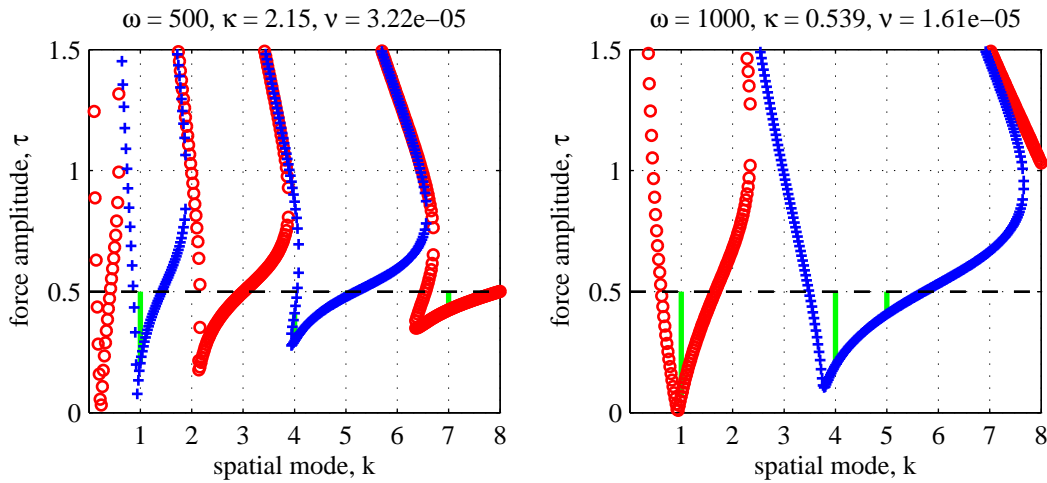 ω = 500, κ = 2.15, ν = 3.22e−05
force amplitude, τ
1.5
1
0.5
0
1 2 3 4 5 6 7 8
spatial mode, k
ω = 1000, κ = 0.539, ν = 1.61e−05
force amplitude, τ
1.5
1
0.5
0
1 2 3 4 5 6 7 8
spatial mode, k